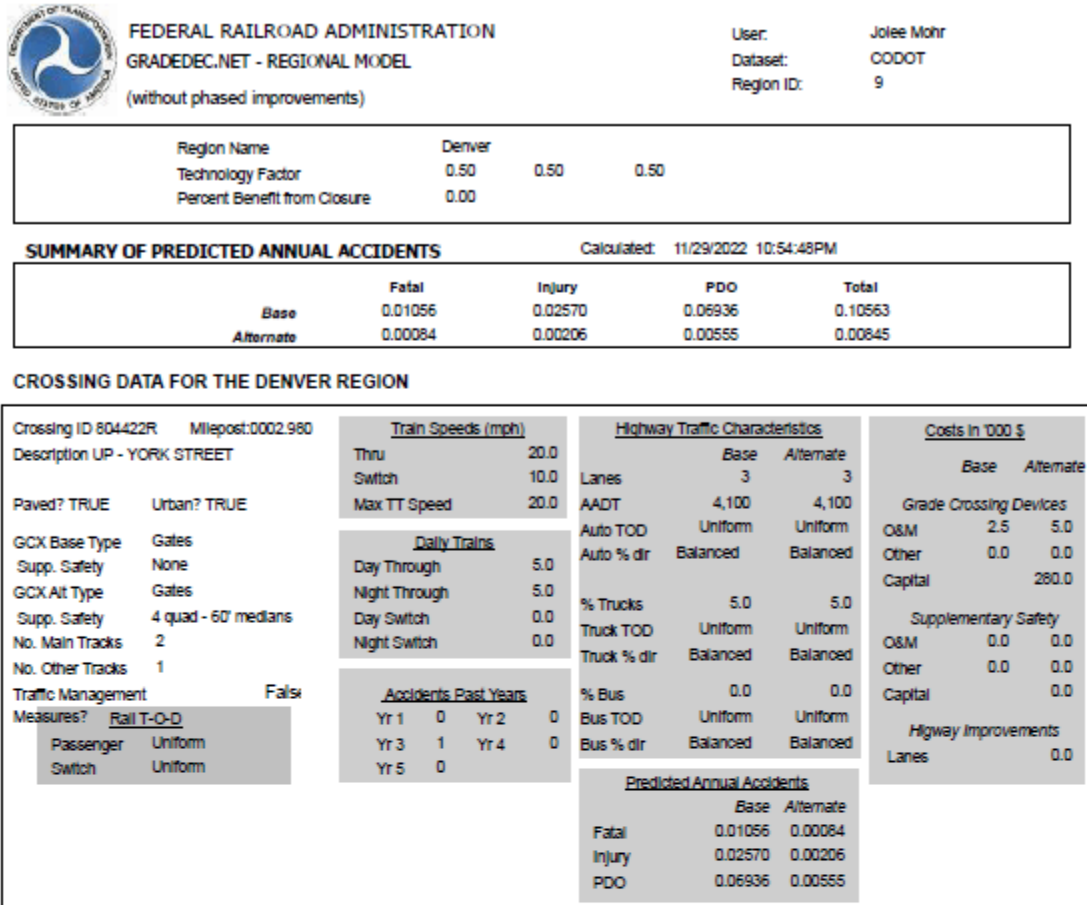 FEDERAL RAILROAD ADMINISTRATION
GRADEDEC.NET - REGIONAL MODEL
(without phased improvements)
User: Jolee Mohr
Dataset: CODOT
Region ID: 9
DEPARTMENT OF TRANSPORTATION
UNITED STATES OF AMERICA
Region Name Denver
Technology Factor 0.50 0.50 0.50
Percent Benefit from Closure 0.00
SUMMARY OF PREDICTED ANNUAL ACCIDENTS Calculated: 11/29/2022 10:54:48PM
Fatal Injury PDO Total
Base 0.01056 0.02570 0.06936 0.10563
Alternate 0.00084 0.00206 0.00555 0.00845
CROSSING DATA FOR THE DENVER REGION
Crossing ID 804422R Milepost:0002.980
Description UP - YORK STREET
Paved? TRUE Urban? TRUE
GCX Base Type Gates
Supp. Safety None
GCX Alt Type Gates
Supp. Safety 4 quad - 60' medians
No. Main Tracks 2
No. Other Tracks 1
Traffic Management False
Measures?
Rail T-O-D
Passenger Uniform
Switch Uniform
Train Speeds (mph)
Thru 20.0
Switch 10.0
Max TT Speed 20.0
Daily Trains
Day Through 5.0
Night Through 5.0
Day Switch 0.0
Night Switch 0.0
Accidents Past Years
Yr 1 0 Yr 2 0
Yr 3 1 Yr 4 0
Yr 5 0
Highway Traffic Characteristics
Base Alternate
Lanes 3 3
AADT 4,100 4,100
Auto TOD Uniform Uniform
Auto % dir Balanced Balanced
% Trucks 5.0 5.0
Truck TOD Uniform Uniform
Truck % dir Balanced Balanced
% Bus 0.0 0.0
Bus TOD Uniform Uniform
Bus % dir Balanced Balanced
Predicted Annual Accidents
Base Alternate
Fatal 0.01056 0.00084
Injury 0.02570 0.00206
PDO 0.06936 0.00555
Costs in '000 $
Base Alternate
Grade Crossing Devices
O&M 2.5 5.0
Other 0.0 0.0
Capital 280.0
Supplementary Safety
O&M 0.0 0.0
Other 0.0 0.0
Capital 0.0
Higway Improvements
Lanes 0.0